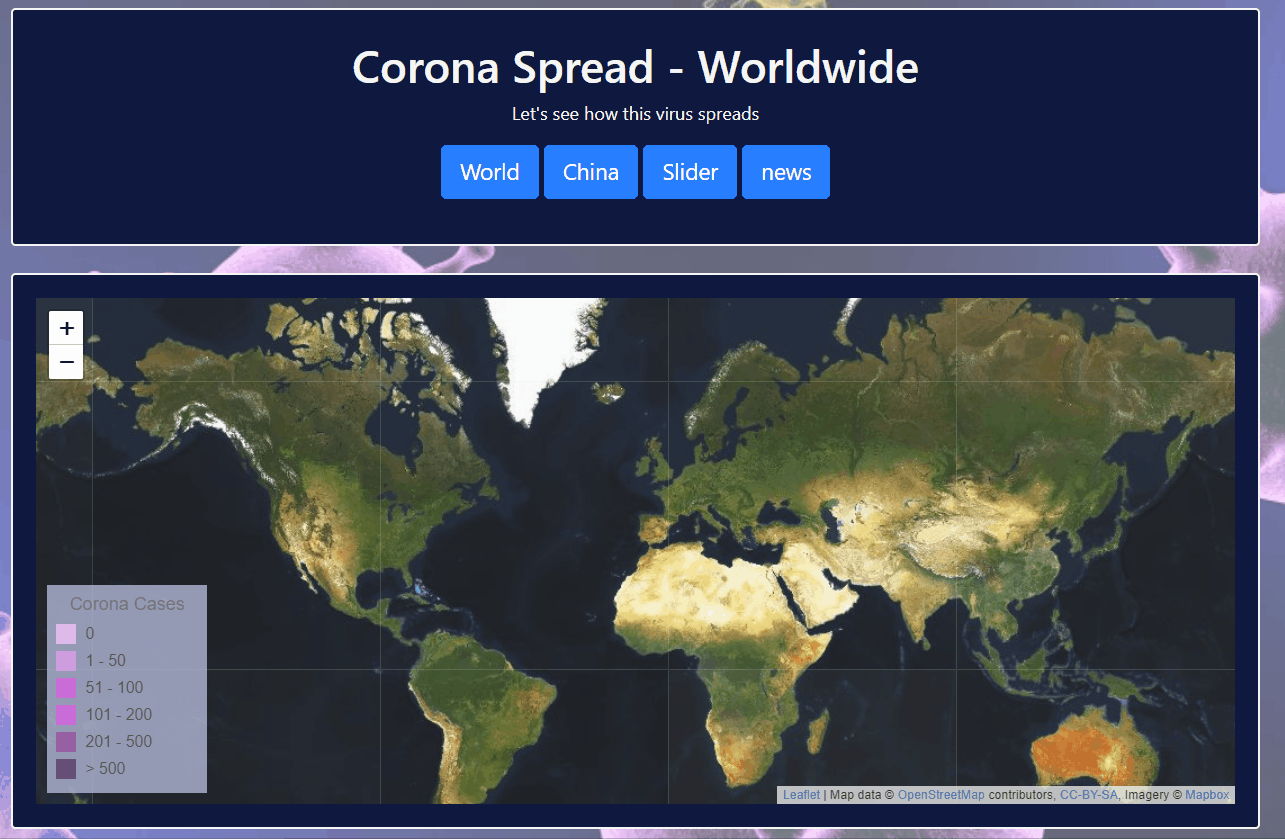 Corona Spread - Worldwide
Let's see how this virus spreads
World China Slider news
+
−
Corona Cases
0
1 - 50
51 - 100
101 - 200
201 - 500
> 500
Leaflet | Map data © OpenStreetMap contributors, CC-BY-SA, Imagery © Mapbox